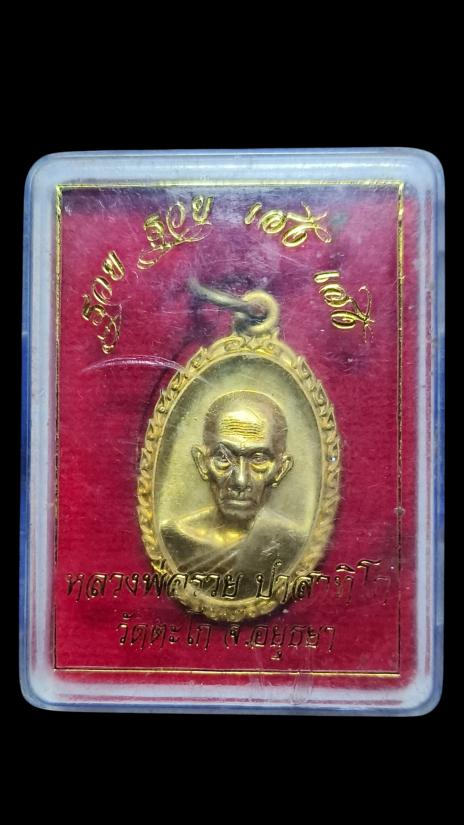 รวย รวย เฮง เฮง
หลวงพ่อรวย ปาสาทิโก
วัดตะโก จ.อยุธยา